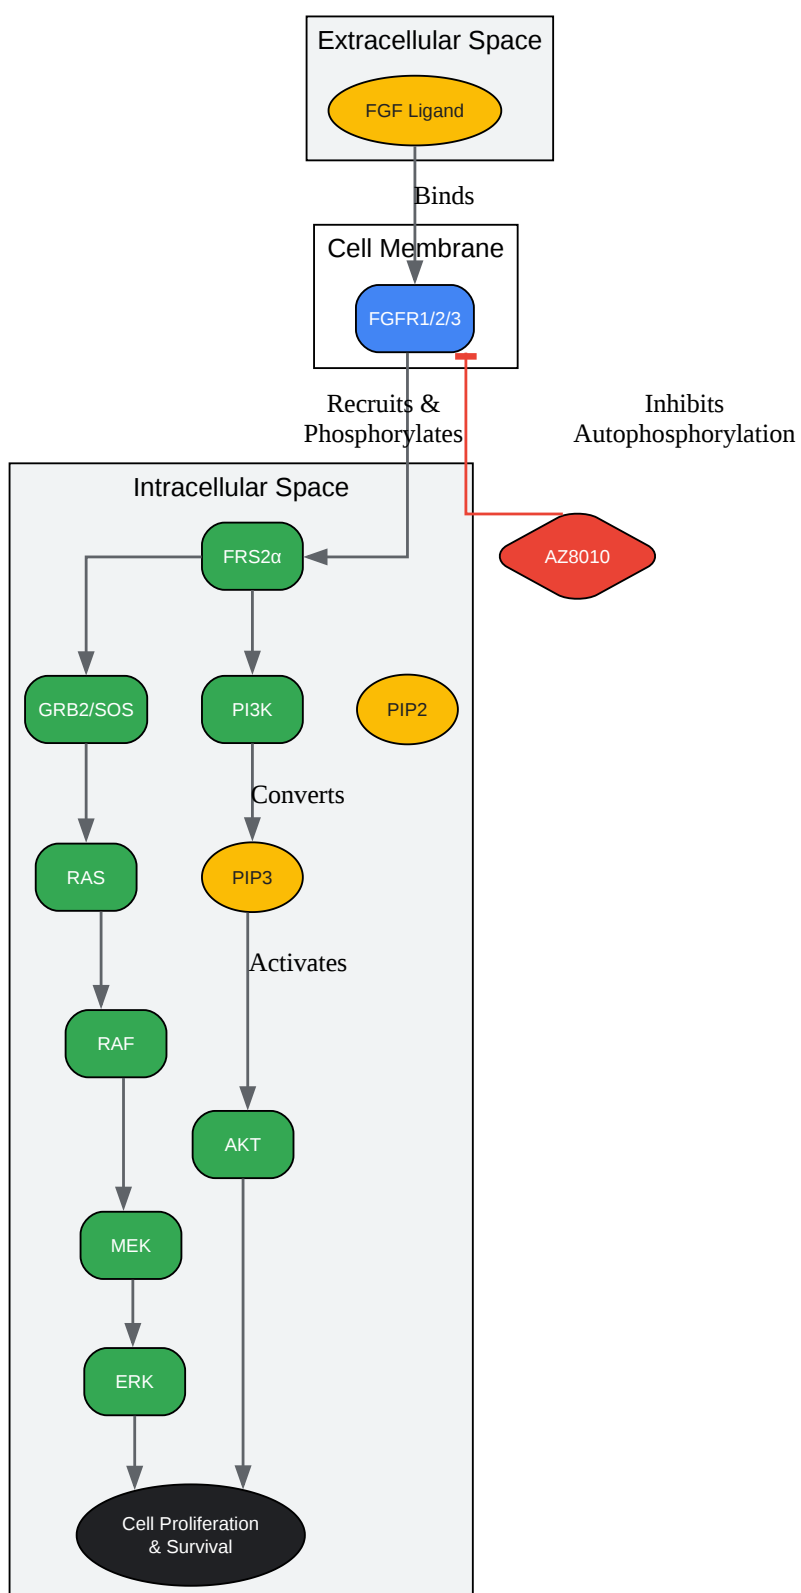 Extracellular Space
FGF Ligand
Binds
Cell Membrane
FGFR1/2/3
Recruits &
Phosphorylates
Inhibits
Autophosphorylation
Intracellular Space
FRS2α
AZ8010
GRB2/SOS
PI3K
PIP2
Converts
RAS
PIP3
Activates
RAF
AKT
MEK
ERK
Cell Proliferation
& Survival